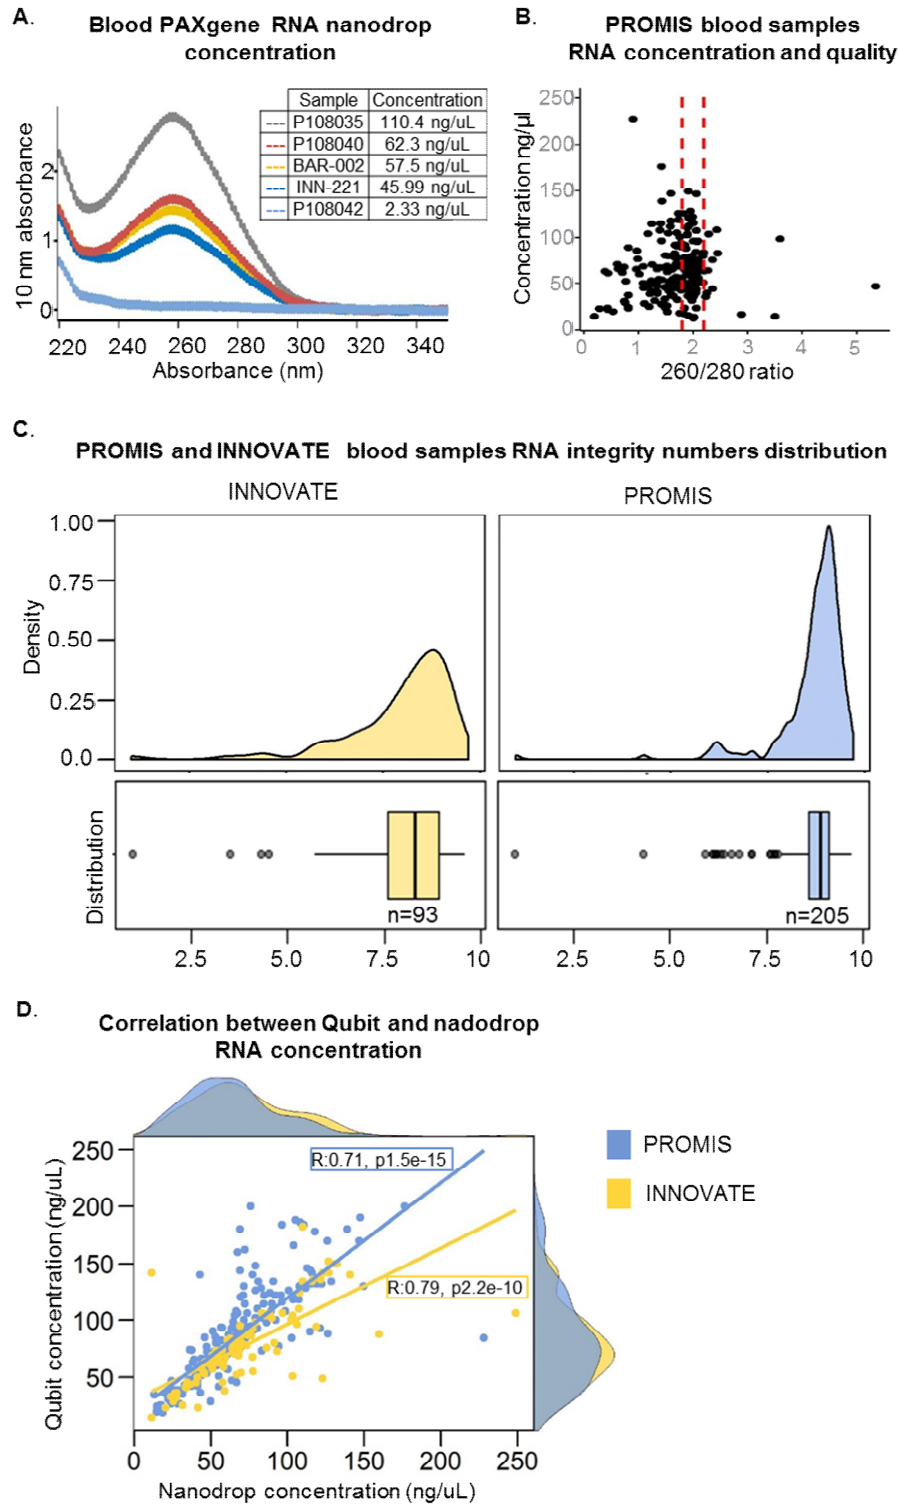 A.
Blood PAXgene RNA nanodrop
concentration
Sample Concentration
P108035 110.4 ng/uL
P108040 62.3 ng/uL
BAR-002 57.5 ng/uL
INN-221 45.99 ng/uL
P108042 2.33 ng/uL
10 nm absorbance
2
1
0
220 240 260 280 300 320 340
Absorbance (nm)
B.
PROMIS blood samples
RNA concentration and quality
Concentration ng/µl
250
200
150
100
50
0
0 1 2 3 4 5
260/280 ratio
C.
PROMIS and INNOVATE blood samples RNA integrity numbers distribution
INNOVATE PROMIS
Density
1.00
0.75
0.50
0.25
0.0
Distribution
n=93 n=205
2.5 5.0 7.5 10 2.5 5.0 7.5 10
D.
Correlation between Qubit and nadodrop
RNA concentration
Qubit concentration (ng/uL)
250
200
150
100
50
R:0.71, p1.5e-15
R:0.79, p2.2e-10
0 50 100 150 200 250
Nanodrop concentration (ng/uL)
PROMIS
INNOVATE